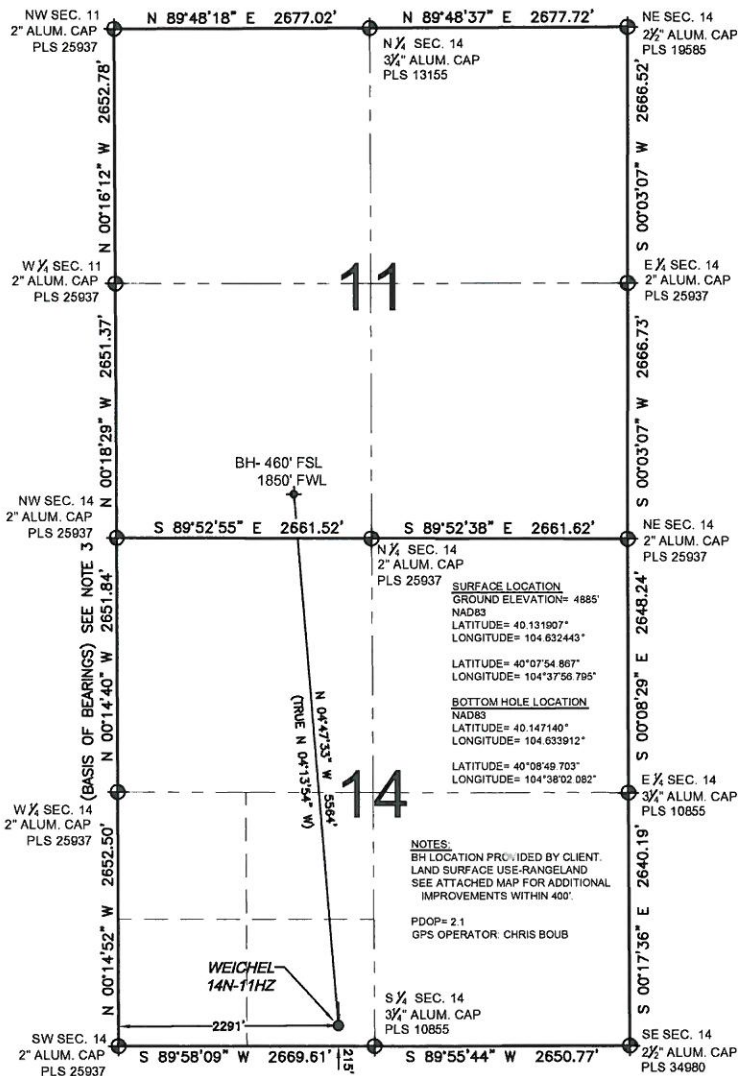 NW SEC. 11
2" ALUM. CAP
PLS 25937
N 89°48'18" E 2677.02'
N 89°48'37" E 2677.72'
NE SEC. 14
2½" ALUM. CAP
PLS 19585
N ¼ SEC. 14
3¼" ALUM. CAP
PLS 13155
N 00°16'12" W 2652.78'
S 00°03'07" W 2666.52'
W ¼ SEC. 11
2" ALUM. CAP
PLS 25937
11
E ¼ SEC. 14
2" ALUM. CAP
PLS 25937
N 00°18'29" W 2651.37'
S 00°03'07" W 2666.73'
BH- 460' FSL
1850' FWL
NW SEC. 14
2" ALUM. CAP
PLS 25937
S 89°52'55" E 2661.52'
S 89°52'38" E 2661.62'
NE SEC. 14
2" ALUM. CAP
PLS 25937
N ¼ SEC. 14
2" ALUM. CAP
PLS 25937
(BASIS OF BEARINGS) SEE NOTE 3
N 00°14'40" W 2651.84'
S 00°08'29" E 2648.24'
SURFACE LOCATION
GROUND ELEVATION= 4885'
NAD83
LATITUDE= 40.131907°
LONGITUDE= 104.632443°
LATITUDE= 40°07'54.867"
LONGITUDE= 104°37'56.795"
BOTTOM HOLE LOCATION
NAD83
LATITUDE= 40.147140°
LONGITUDE= 104.633912°
LATITUDE= 40°08'49.703"
LONGITUDE= 104°38'02.082"
N 04°47'33" W 5564'
(TRUE N 04°13'54" W)
14
W ¼ SEC. 14
2" ALUM. CAP
PLS 25937
E ¼ SEC. 14
3¼" ALUM. CAP
PLS 10855
N 00°14'52" W 2652.50'
S 00°17'36" E 2640.19'
NOTES:
BH LOCATION PROVIDED BY CLIENT.
LAND SURFACE USE-RANGELAND
SEE ATTACHED MAP FOR ADDITIONAL
IMPROVEMENTS WITHIN 400'.
PDOP= 2.1
GPS OPERATOR: CHRIS BOUB
WEICHEL
14N-11HZ
2291'
215'
S ¼ SEC. 14
3¼" ALUM. CAP
PLS 10855
SW SEC. 14
2" ALUM. CAP
PLS 25937
S 89°58'09" W 2669.61'
S 89°55'44" W 2650.77'
SE SEC. 14
2½" ALUM. CAP
PLS 34980